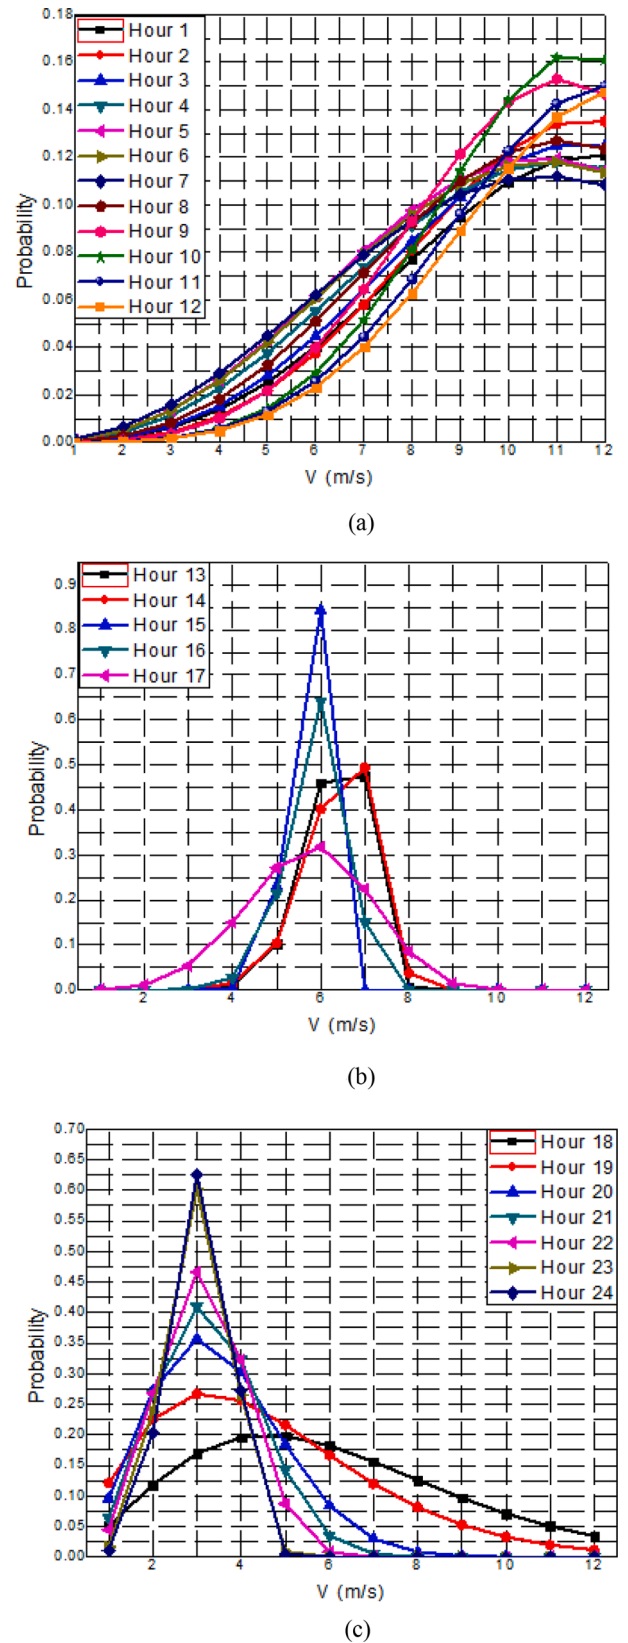 0.18
0.16
0.14
0.12
0.10
0.08
0.06
0.04
0.02
0.00
Probability
Hour 1
Hour 2
Hour 3
Hour 4
Hour 5
Hour 6
Hour 7
Hour 8
Hour 9
Hour 10
Hour 11
Hour 12
1 2 3 4 5 6 7 8 9 10 11 12
V (m/s)
(a)
0.9
0.8
0.7
0.6
0.5
0.4
0.3
0.2
0.1
0.0
Probability
Hour 13
Hour 14
Hour 15
Hour 16
Hour 17
2 4 6 8 10 12
V (m/s)
(b)
0.70
0.65
0.60
0.55
0.50
0.45
0.40
0.35
0.30
0.25
0.20
0.15
0.10
0.05
0.00
Probability
Hour 18
Hour 19
Hour 20
Hour 21
Hour 22
Hour 23
Hour 24
2 4 6 8 10 12
V (m/s)
(c)